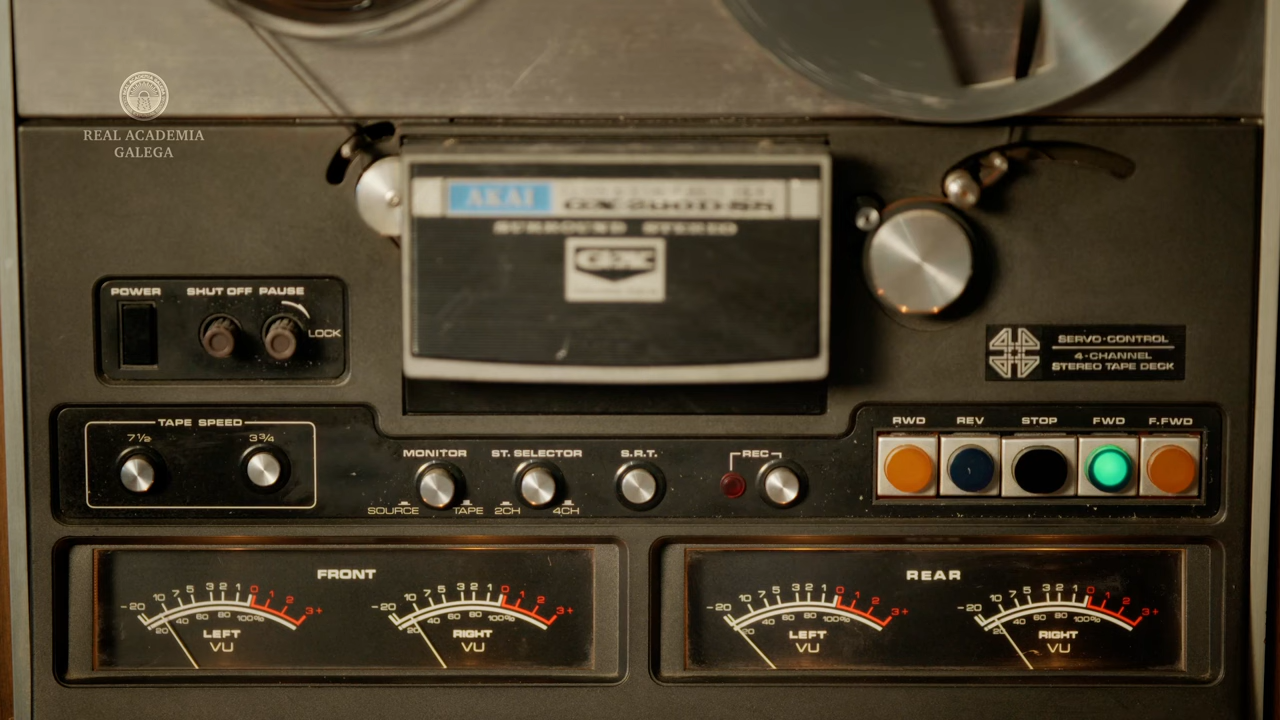 REAL ACADEMIA
GALEGA
AKAI
SURROUND STEREO
GX
POWER
SHUT OFF
PAUSE
LOCK
SERVO·CONTROL
4·CHANNEL
STEREO TAPE DECK
TAPE SPEED
7½
3¾
MONITOR
SOURCE
TAPE
ST. SELECTOR
2CH
4CH
S.R.T.
REC
RWD
REV
STOP
FWD
F.FWD
FRONT
-20 10 7 5 3 2 1 0 1 2 3+
20 40 60 80 100%
LEFT
VU
-20 10 7 5 3 2 1 0 1 2 3+
20 40 60 80 100%
RIGHT
VU
REAR
-20 10 7 5 3 2 1 0 1 2 3+
20 40 60 80 100%
LEFT
VU
-20 10 7 5 3 2 1 0 1 2 3+
20 40 60 80 100%
RIGHT
VU